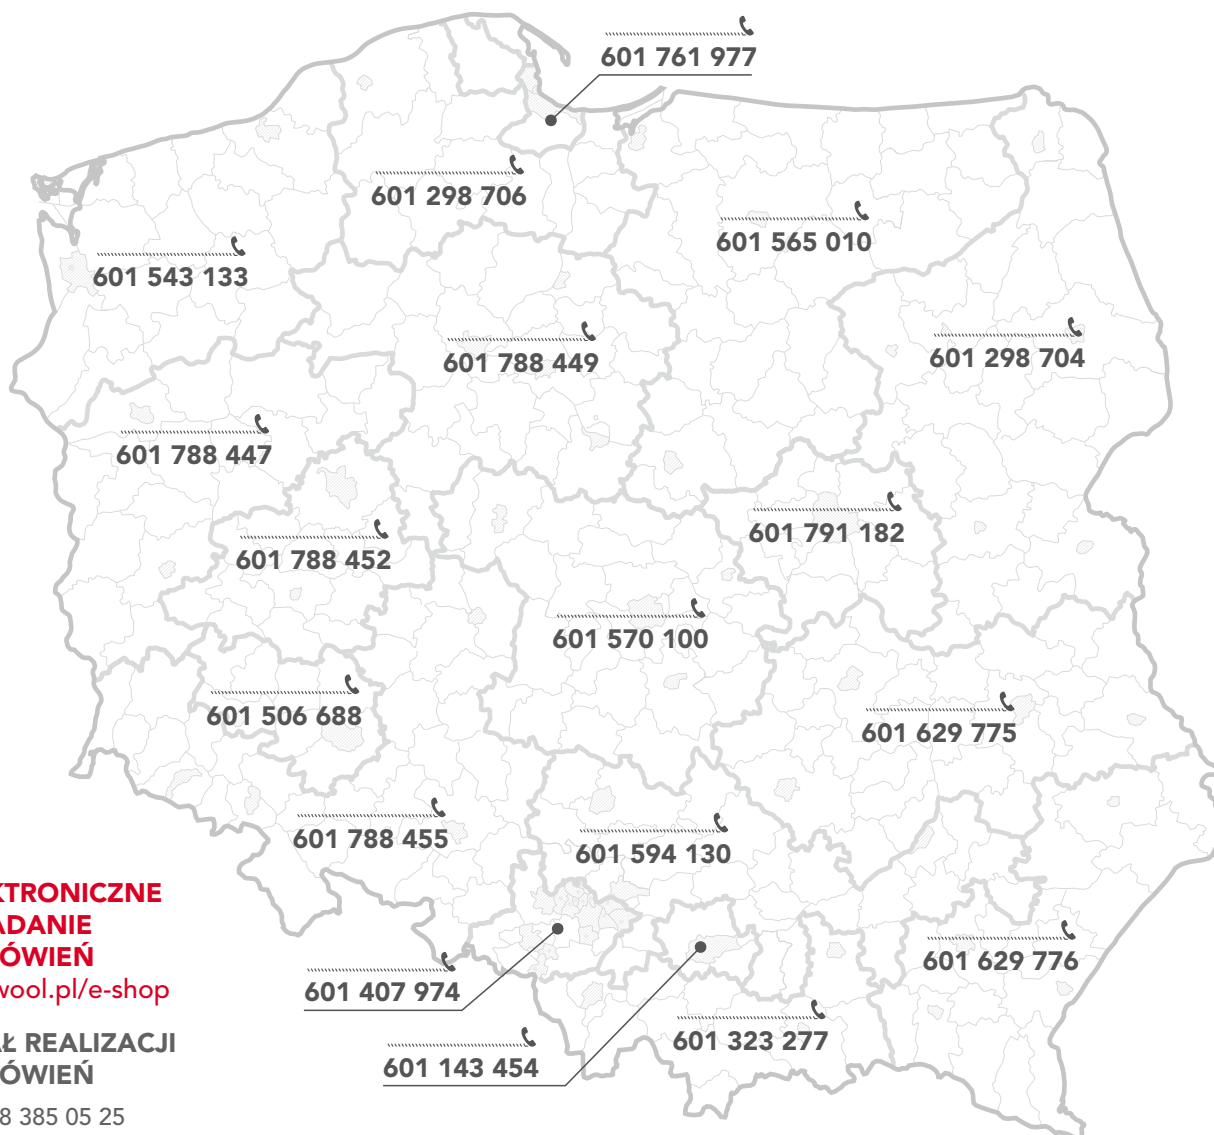 601 761 977
601 298 706
601 565 010
601 543 133
601 788 449
601 298 704
601 788 447
601 791 182
601 788 452
601 570 100
601 506 688
601 629 775
601 788 455
601 594 130
KTRONICZNE
ADANIE
ÓWIEŃ
wool.pl/e-shop
601 629 776
601 407 974
601 323 277
601 143 454
AŁ REALIZACJI
ÓWIEŃ
8 385 05 25